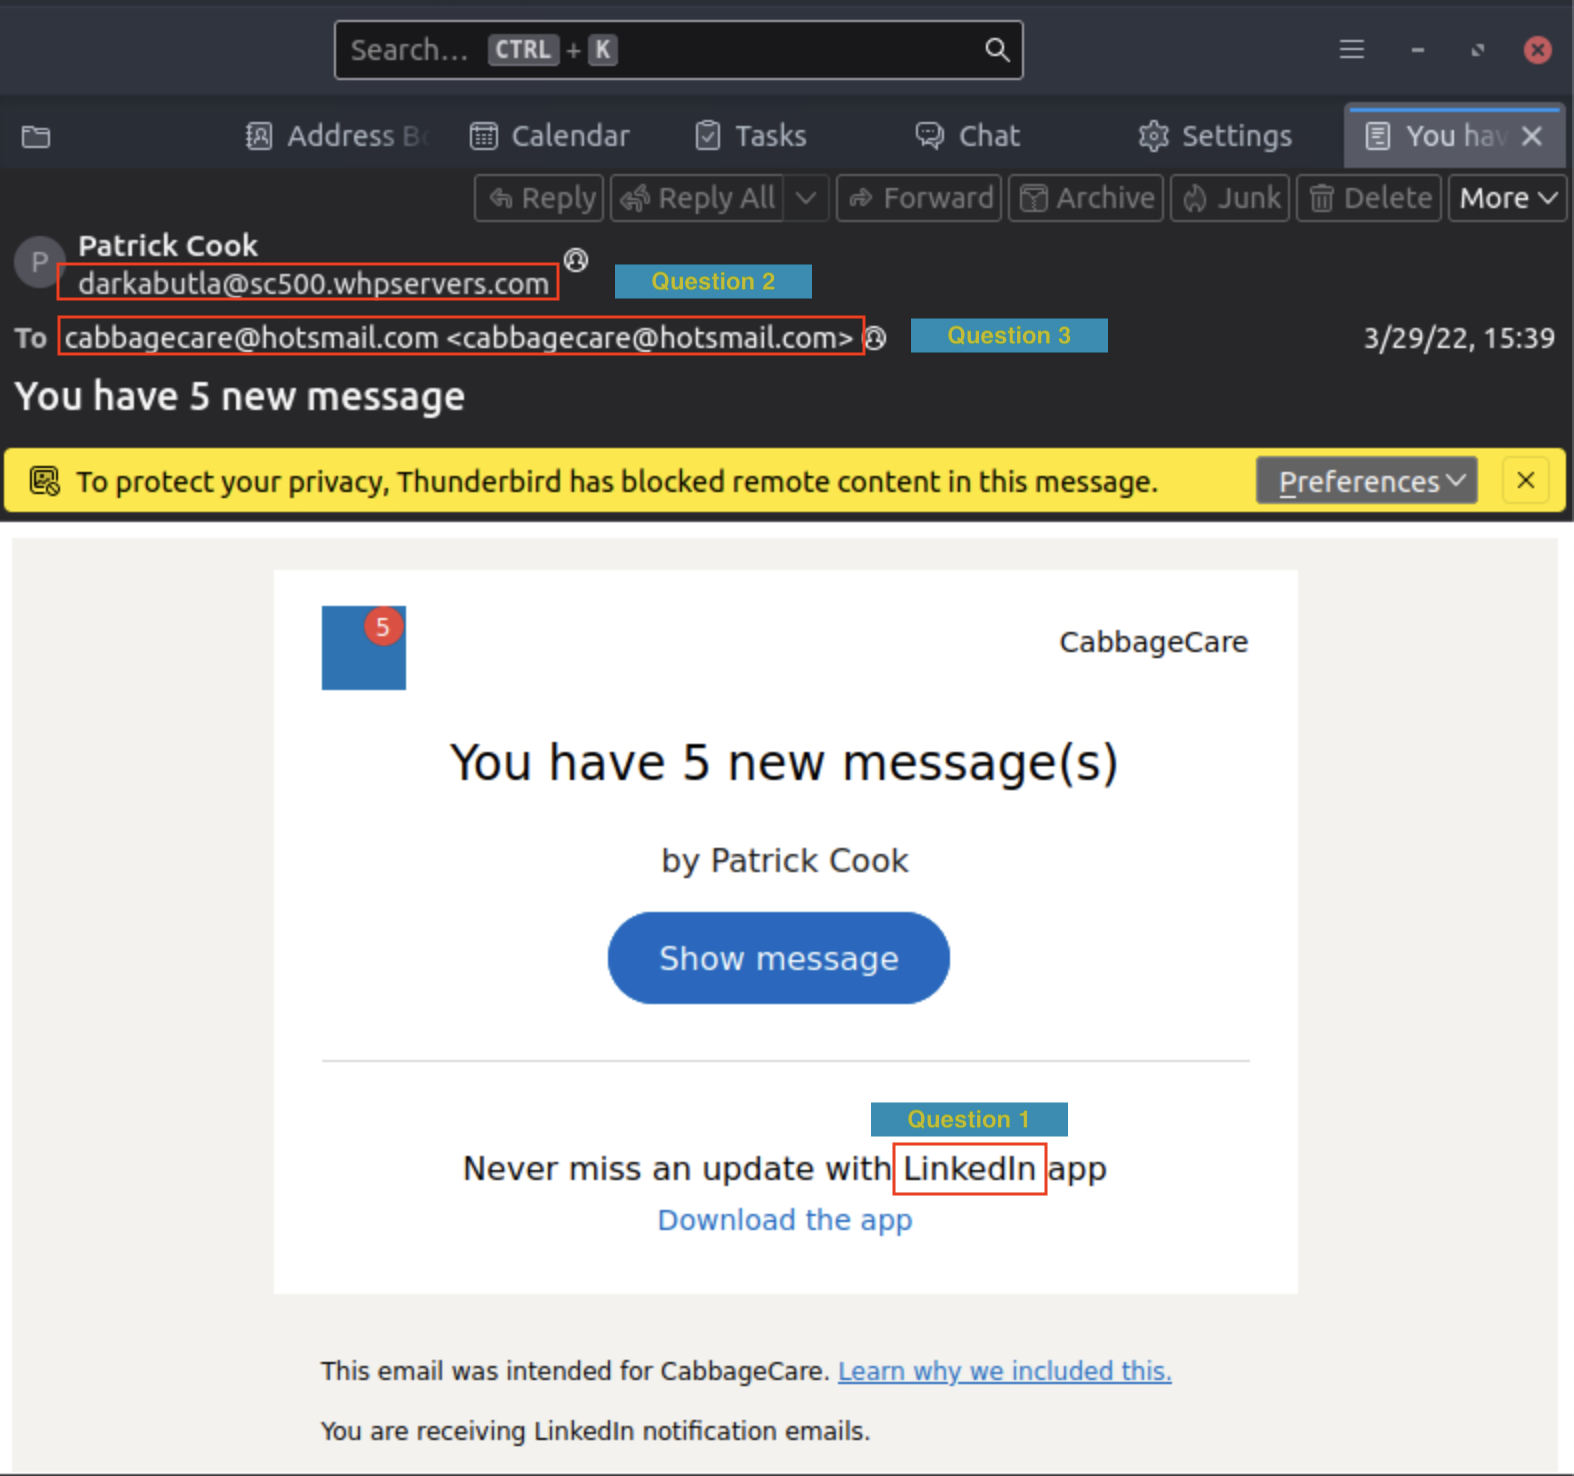 Search... CTRL + K
Address Bo Calendar Tasks Chat Settings You hav
Reply Reply All Forward Archive Junk Delete More
P Patrick Cook
darkabutla@sc500.whpservers.com Question 2
To cabbagecare@hotsmail.com <cabbagecare@hotsmail.com> Question 3 3/29/22, 15:39
You have 5 new message
To protect your privacy, Thunderbird has blocked remote content in this message. Preferences
5
CabbageCare
You have 5 new message(s)
by Patrick Cook
Show message
Question 1
Never miss an update with LinkedIn app
Download the app
This email was intended for CabbageCare. Learn why we included this.
You are receiving LinkedIn notification emails.